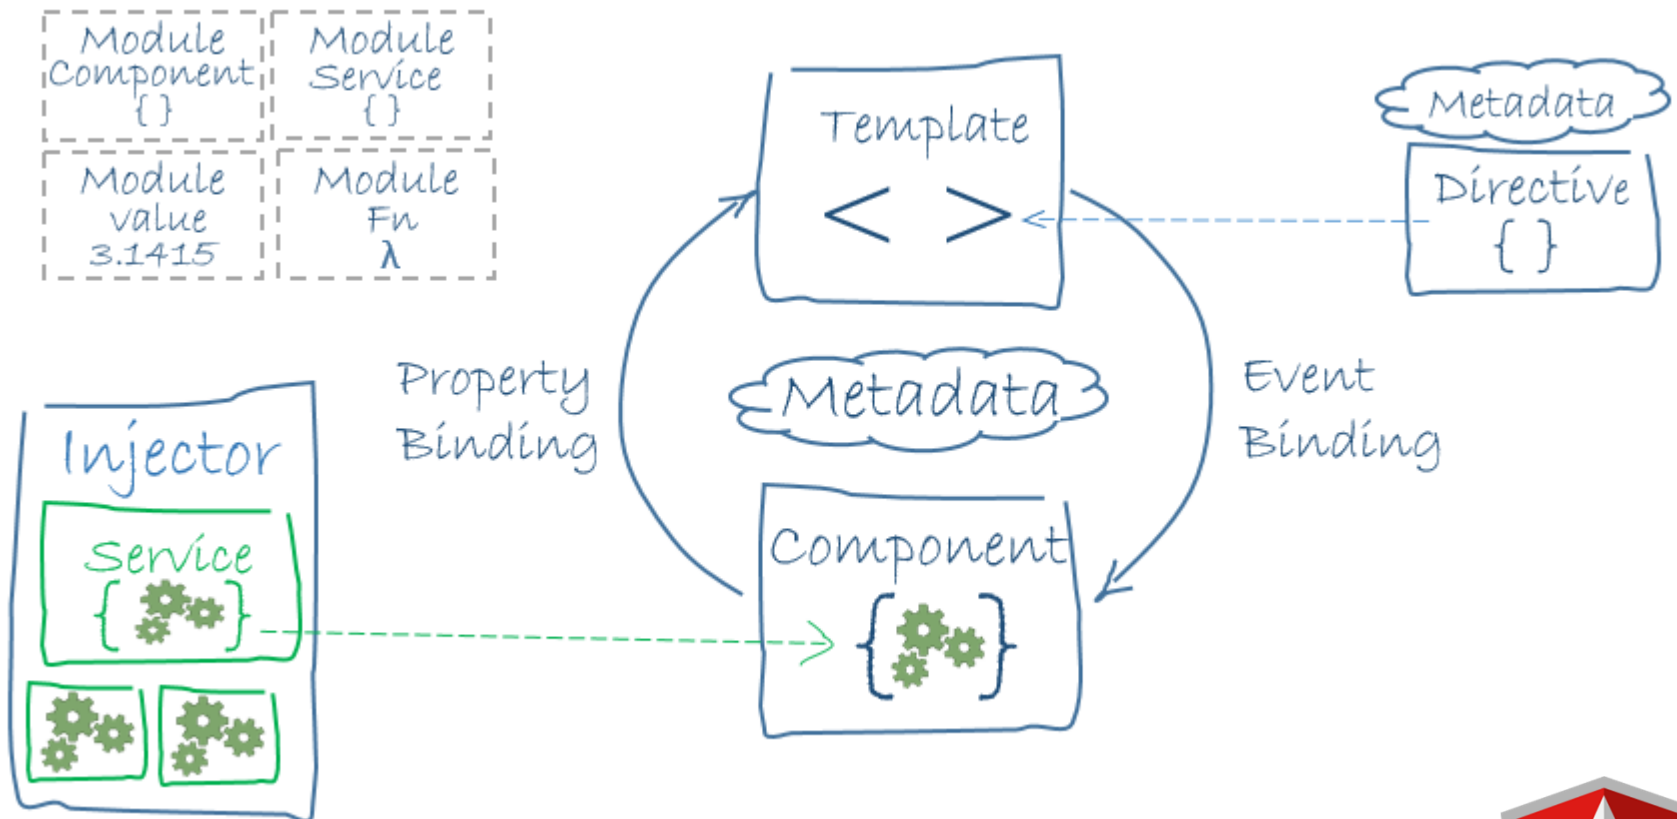 Module
Component
{ }
Module
Service
{ }
Module
value
3.1415
Module
Fn
λ
Template
< >
Metadata
Directive
{ }
Property
Binding
Metadata
Event
Binding
Injector
Service
{ }
Component
{ }